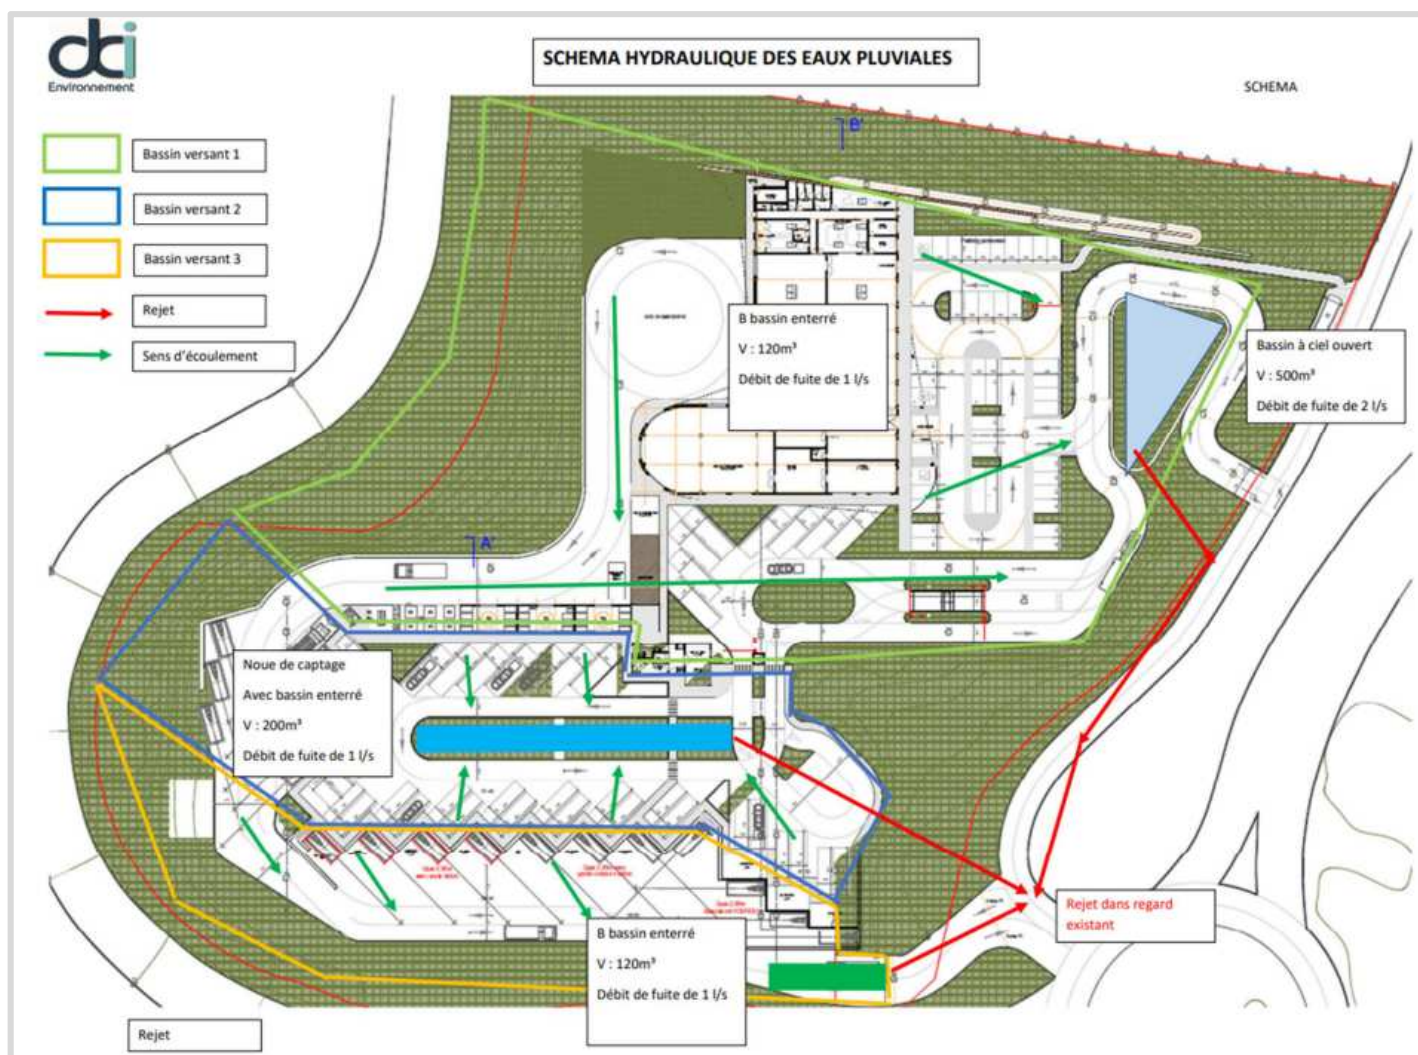 dci
Environnement
SCHEMA HYDRAULIQUE DES EAUX PLUVIALES
SCHEMA
Bassin versant 1
Bassin versant 2
Bassin versant 3
Rejet
Sens d'écoulement
B'
B bassin enterré
V : 120m³
Débit de fuite de 1 l/s
Bassin à ciel ouvert
V : 500m³
Débit de fuite de 2 l/s
A'
Noue de captage
Avec bassin enterré
V : 200m³
Débit de fuite de 1 l/s
Rejet dans regard
existant
B bassin enterré
V : 120m³
Débit de fuite de 1 l/s
Rejet